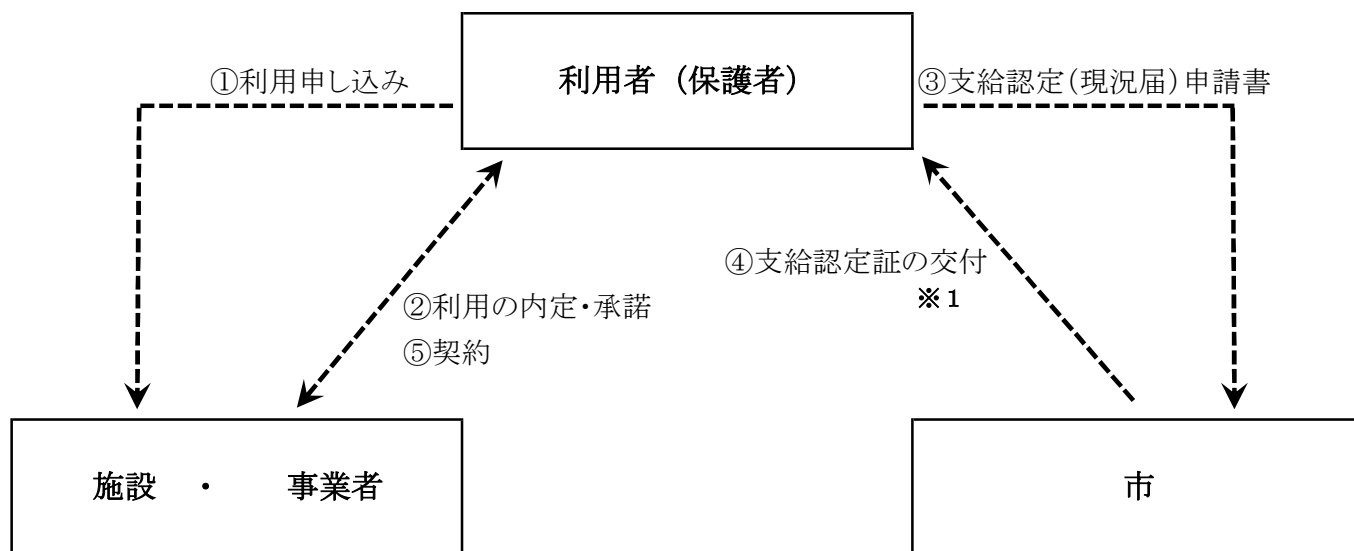 利用者（保護者）
①利用申し込み
③支給認定（現況届）申請書
④支給認定証の交付
※１
②利用の内定・承諾
⑤契約
施設　・　　事業者
市